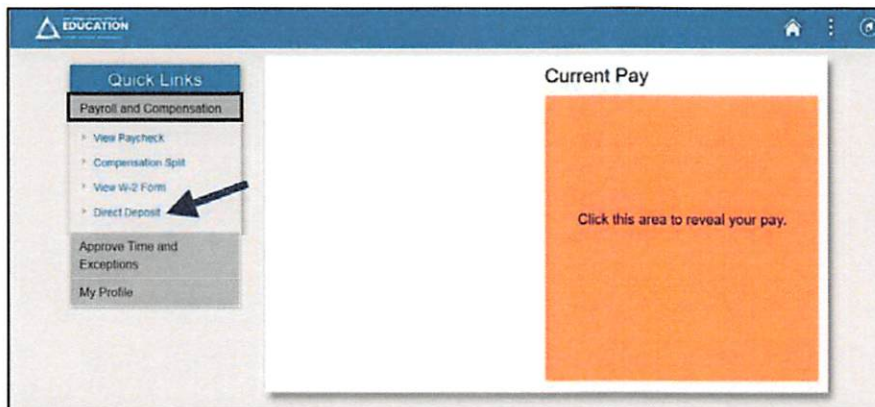 EDUCATION
Quick Links
Payroll and Compensation
View Paycheck
Compensation Split
View W-2 Form
Direct Deposit
Approve Time and
Exceptions
My Profile
Current Pay
Click this area to reveal your pay.